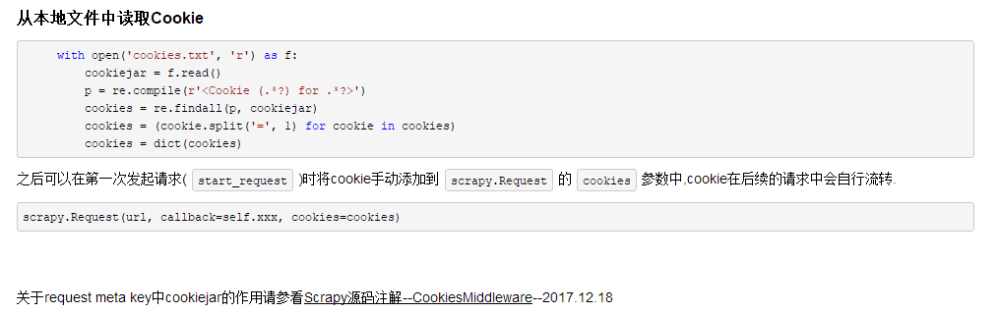 从本地文件中读取Cookie
with open('cookies.txt', 'r') as f:
cookiejar = f.read()
p = re.compile(r'<Cookie (.*?) for .*?>')
cookies = re.findall(p, cookiejar)
cookies = (cookie.split('=', 1) for cookie in cookies)
cookies = dict(cookies)
之后可以在第一次发起请求( start_request )时将cookie手动添加到 scrapy.Request 的 cookies 参数中,cookie在后续的请求中会自行流转.
scrapy.Request(url, callback=self.xxx, cookies=cookies)
关于request meta key中cookiejar的作用请参看Scrapy源码注解--CookiesMiddleware--2017.12.18